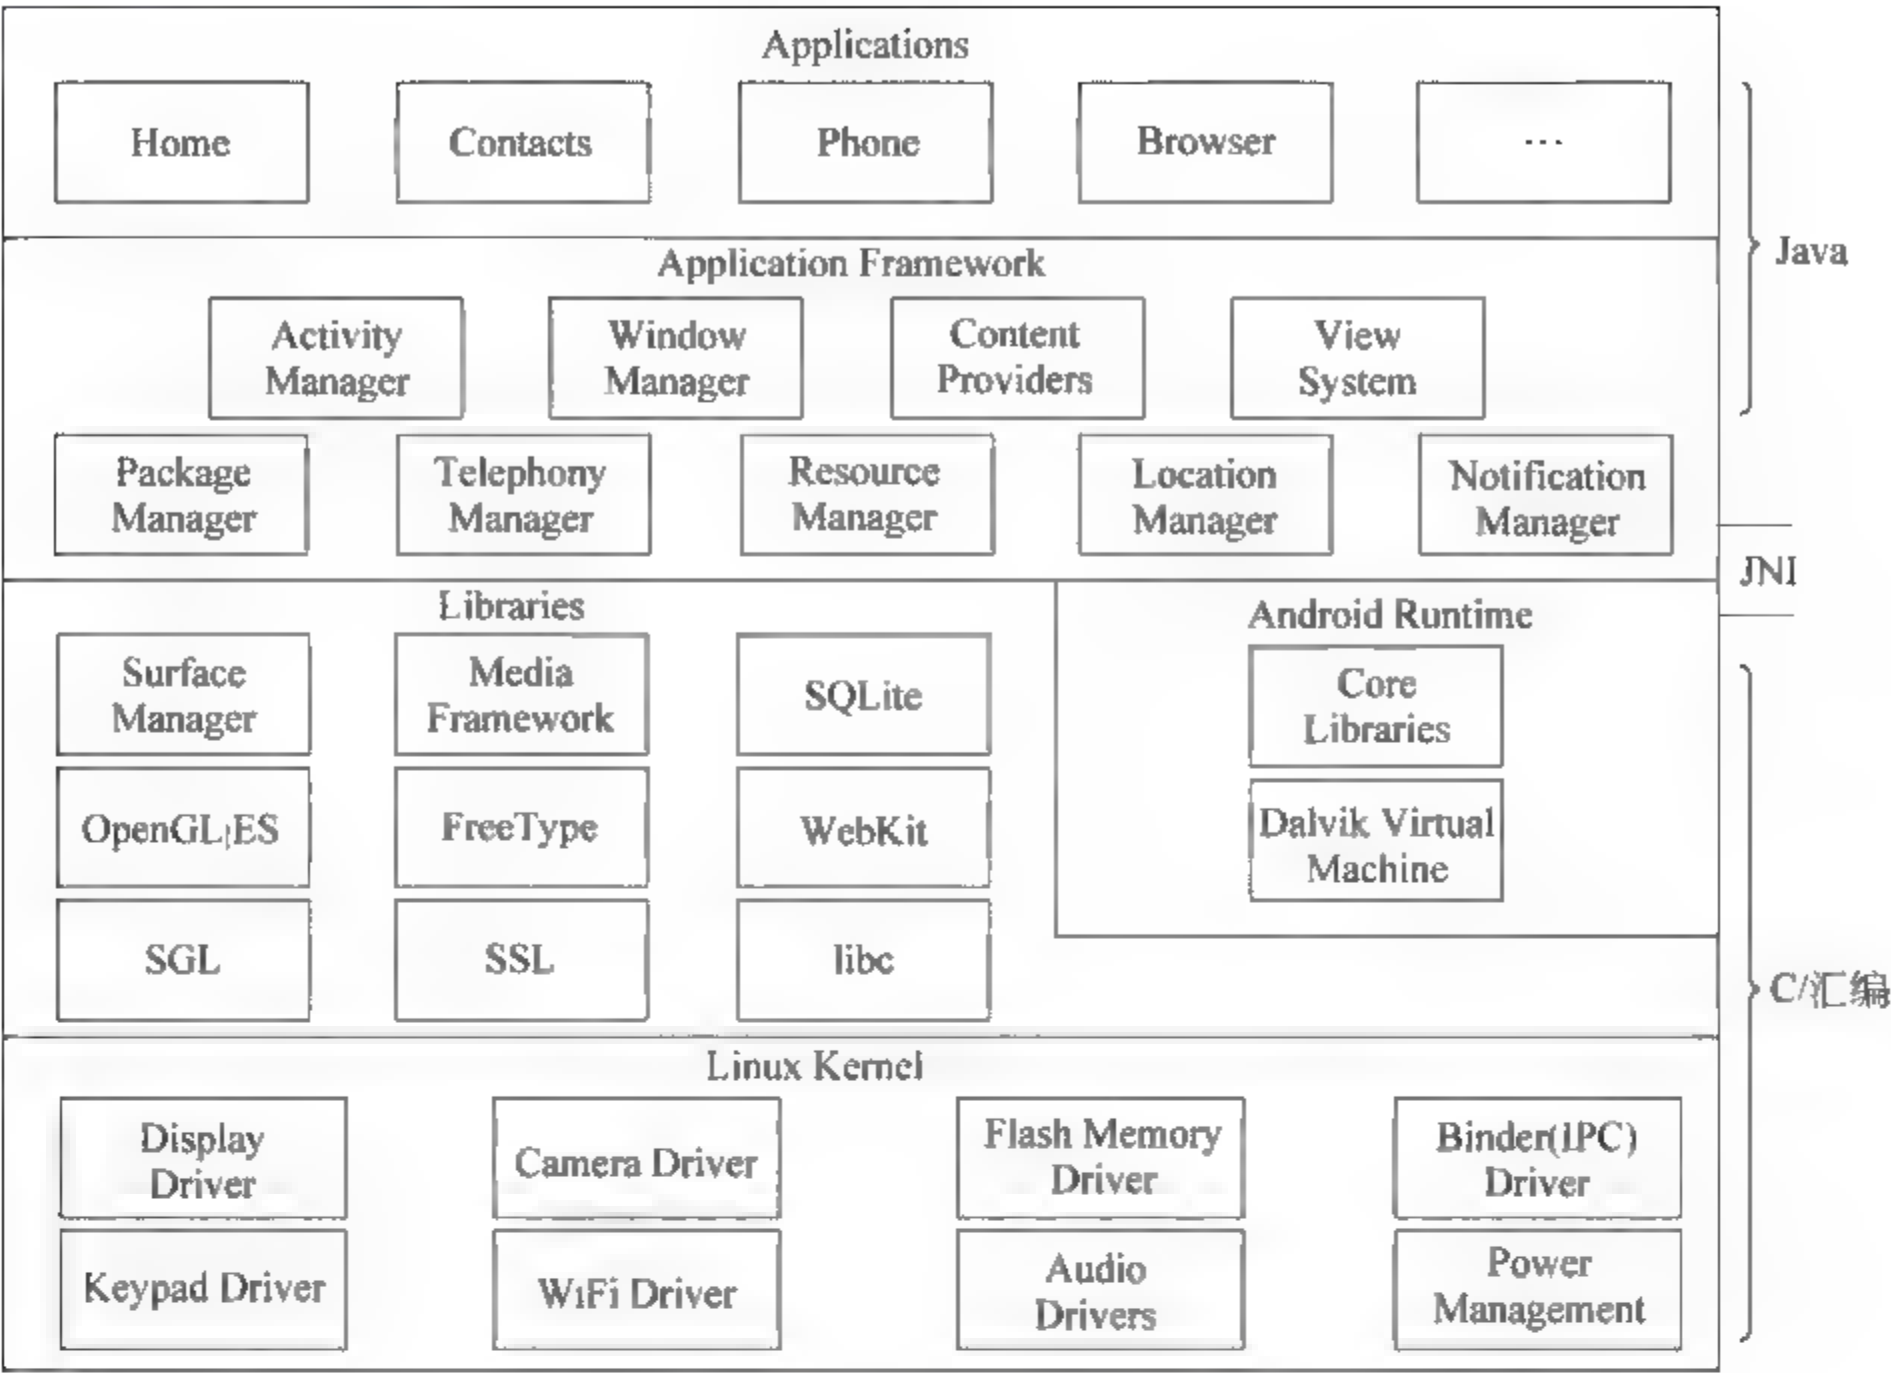 Applications
Home
Contacts
Phone
Browser
...
Java
Application Framework
Activity
Manager
Window
Manager
Content
Providers
View
System
Package
Manager
Telephony
Manager
Resource
Manager
Location
Manager
Notification
Manager
JNI
Libraries
Surface
Manager
Media
Framework
SQLite
OpenGL|ES
FreeType
WebKit
SGL
SSL
libc
Android Runtime
Core
Libraries
Dalvik Virtual
Machine
C/汇编
Linux Kernel
Display
Driver
Camera Driver
Flash Memory
Driver
Binder(IPC)
Driver
Keypad Driver
WiFi Driver
Audio
Drivers
Power
Management